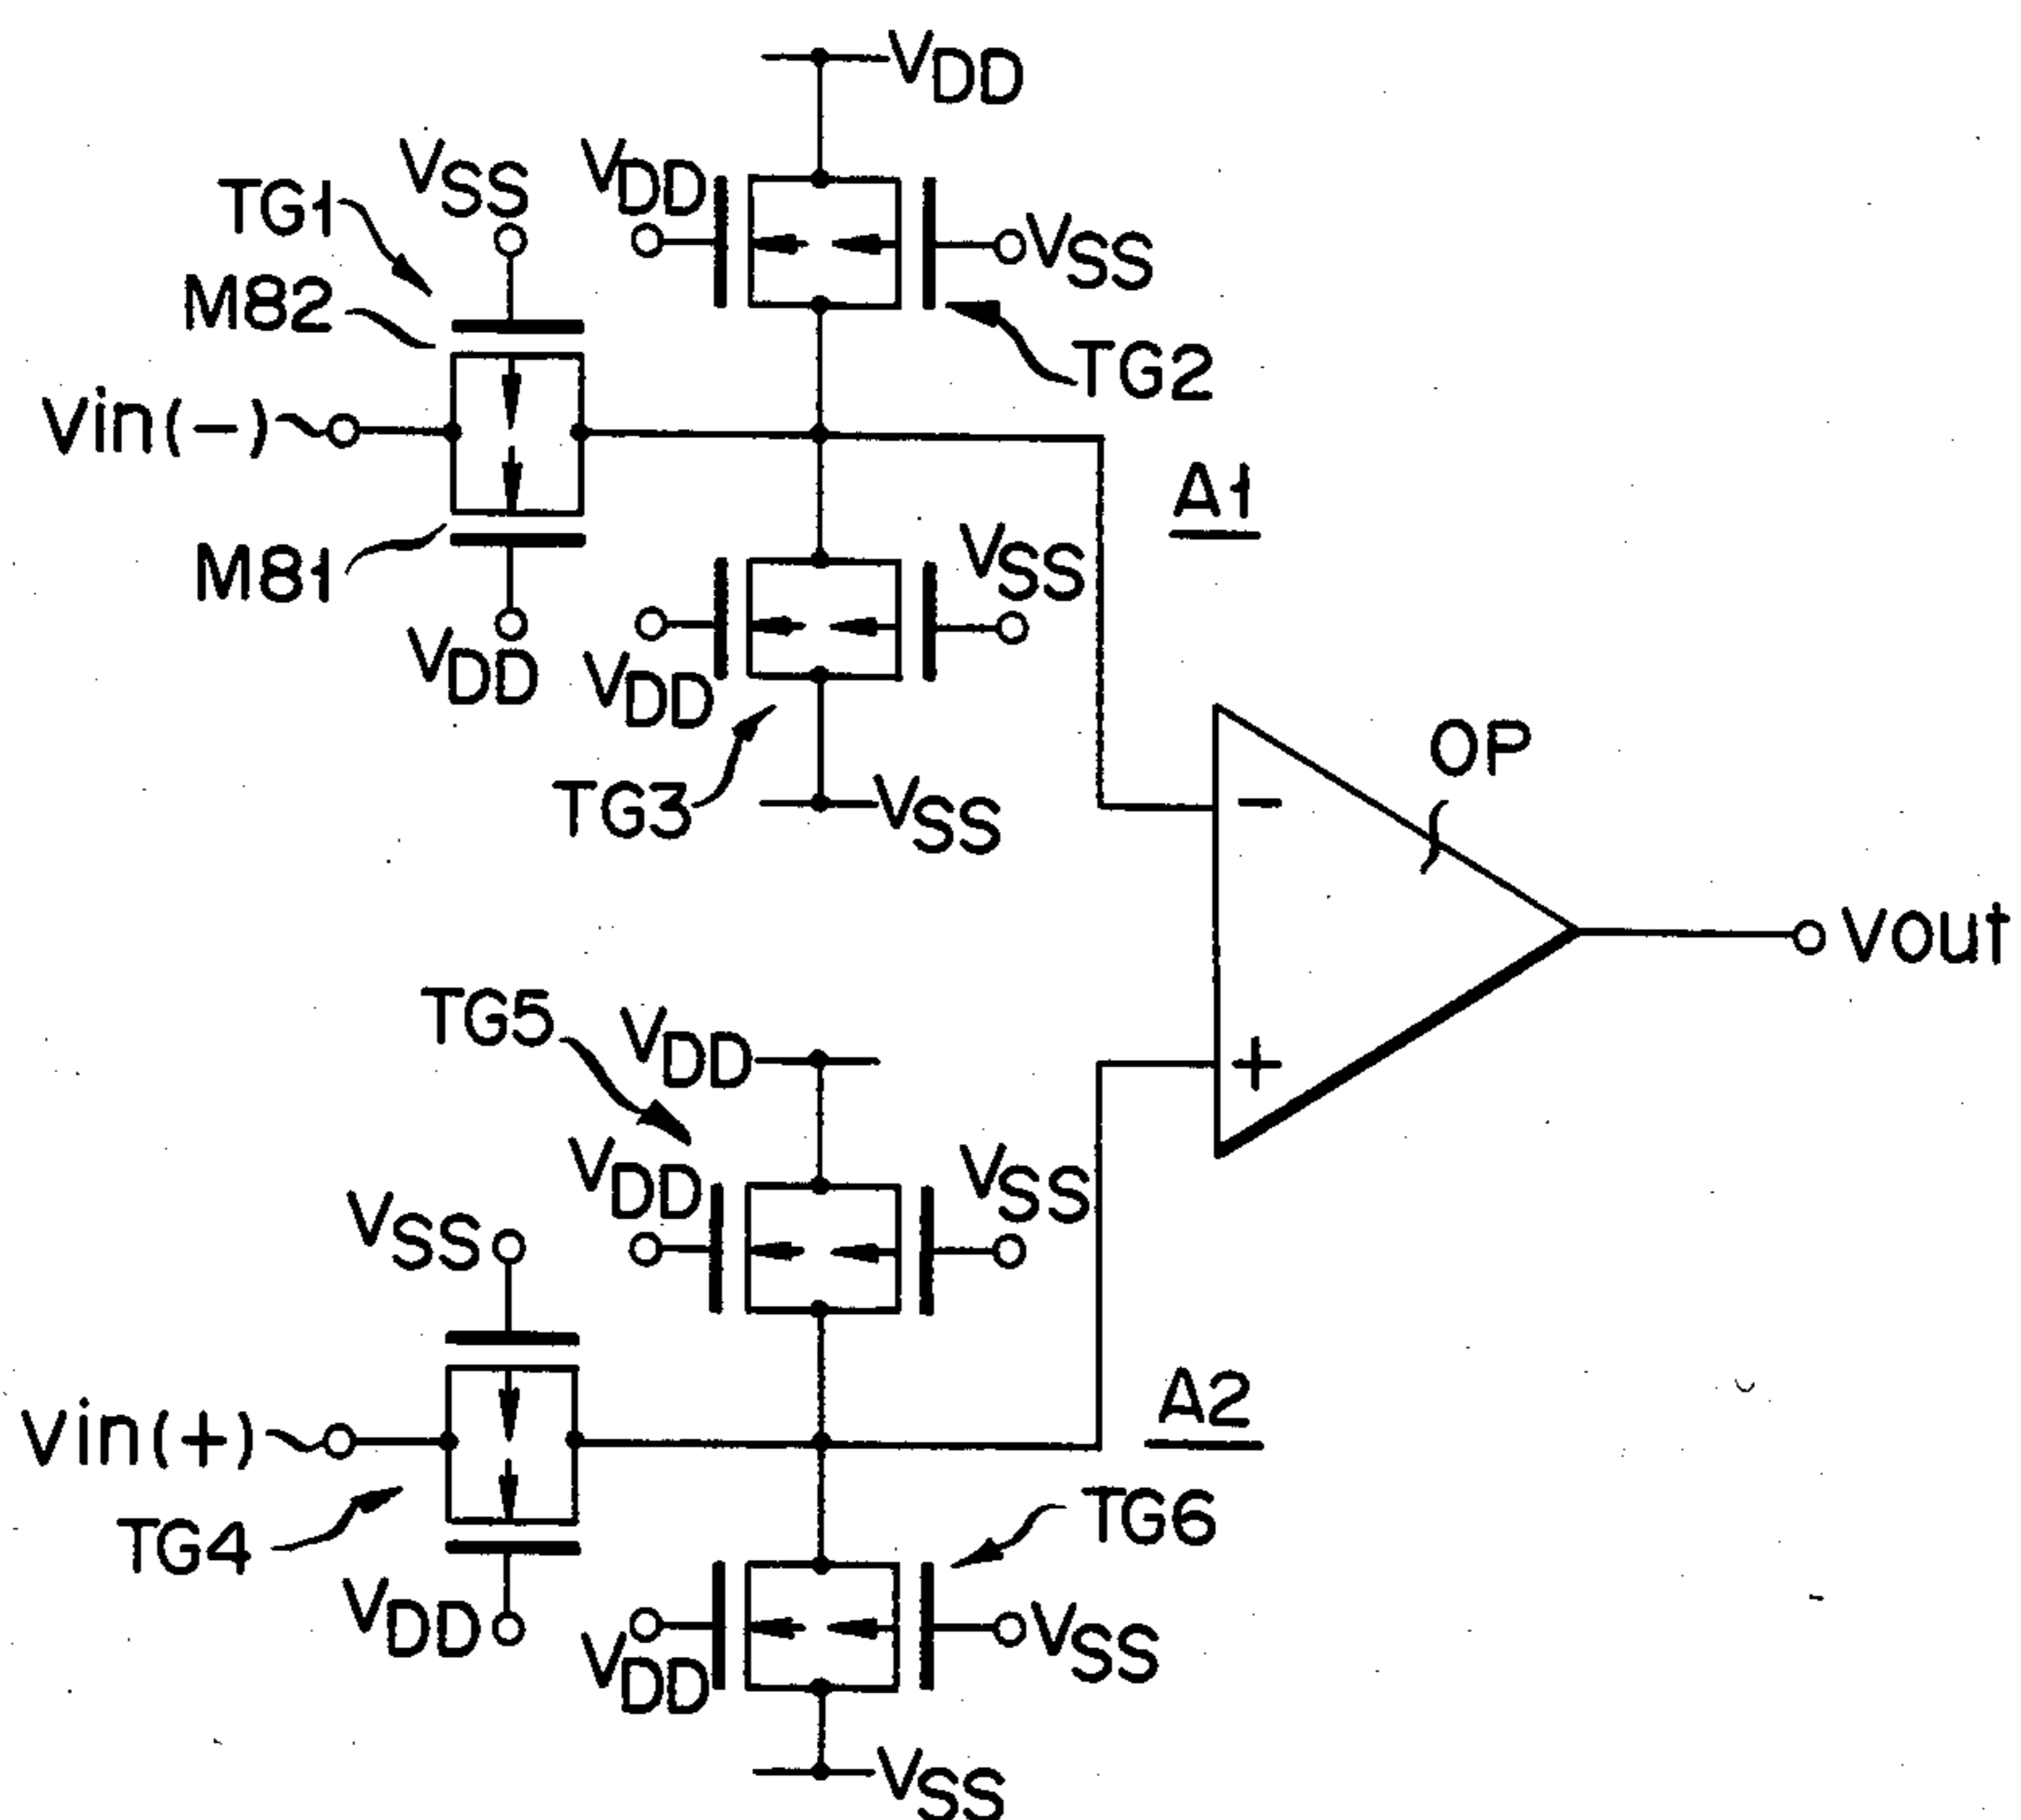 VDD
VSS
VDD
TG1
VSS
M82
TG2
Vin(-)
A1
M81
VSS
VDD
VDD
TG3
VSS
OP
-
Vout
TG5
VDD
+
VDD
VSS
VSS
A2
Vin(+)
TG6
TG4
VDD
VDD
VSS
VSS